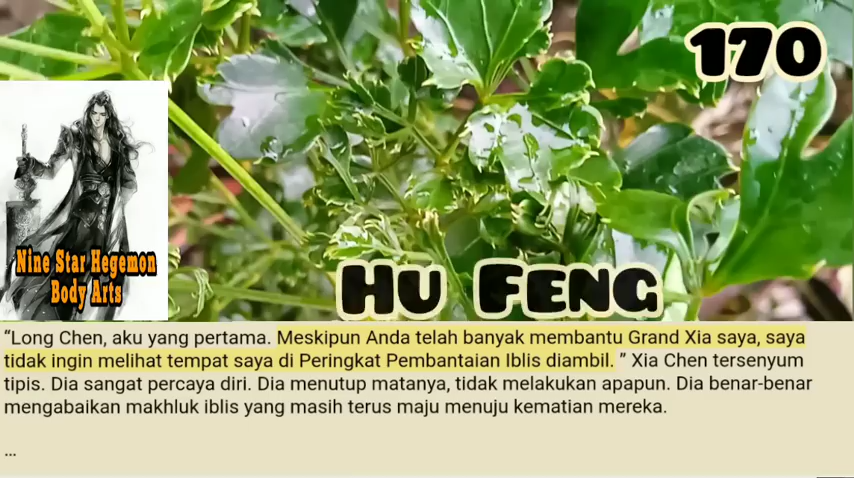 170
Nine Star Hegemon
Body Arts
Hu Feng
“Long Chen, aku yang pertama. Meskipun Anda telah banyak membantu Grand Xia saya, saya
tidak ingin melihat tempat saya di Peringkat Pembantaian Iblis diambil. ” Xia Chen tersenyum
tipis. Dia sangat percaya diri. Dia menutup matanya, tidak melakukan apapun. Dia benar-benar
mengabaikan makhluk iblis yang masih terus maju menuju kematian mereka.
...